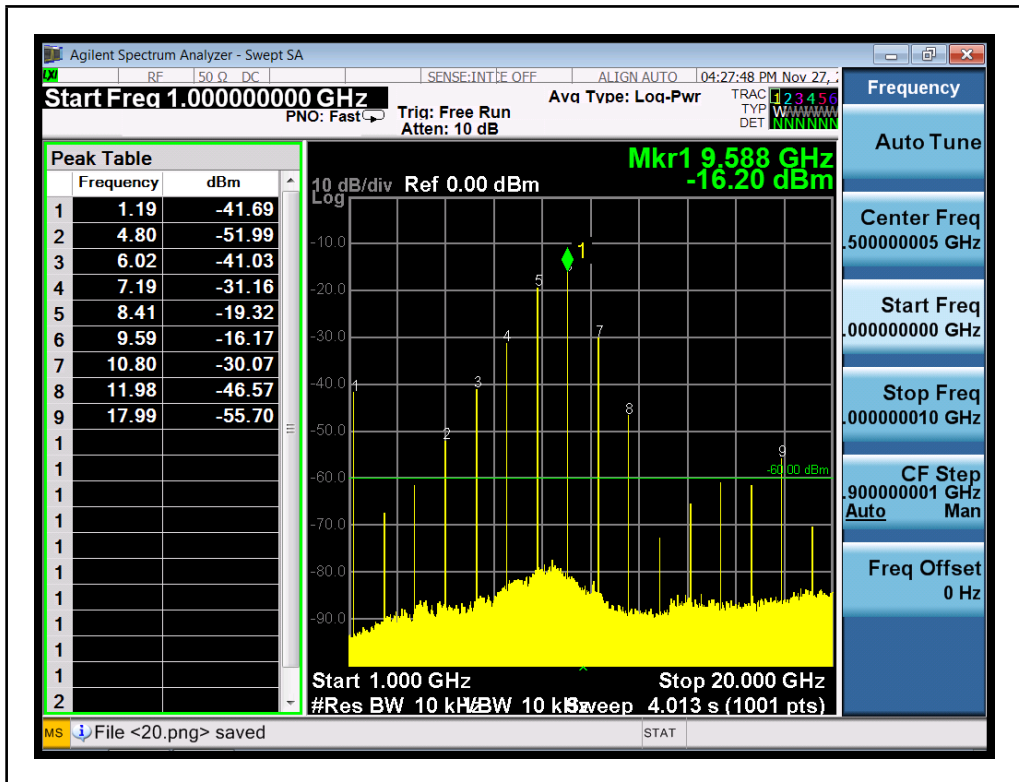 Agilent Spectrum Analyzer - Swept SA
LXI RF 50 Ω DC SENSE:INT ALIGN AUTO 04:27:48 PM Nov 27,
Start Freq 1.000000000 GHz
PNO: Fast Trig: Free Run
Atten: 10 dB
Avg Type: Log-Pwr
TRAC 1 2 3 4 5 6
TYP WWWWWW
DET NNNNNN
Peak Table
Frequency dBm
1 1.19 -41.69
2 4.80 -51.99
3 6.02 -41.03
4 7.19 -31.16
5 8.41 -19.32
6 9.59 -16.17
7 10.80 -30.07
8 11.98 -46.57
9 17.99 -55.70
1
1
1
1
1
1
1
1
1
1
2
Mkr1 9.588 GHz
-16.20 dBm
10 dB/div Ref 0.00 dBm
Log
-10.0
-20.0
-30.0
-40.0
-50.0
-60.0
-70.0
-80.0
-90.0
1
5
4
7
3
1
8
2
9
-60.00 dBm
Start 1.000 GHz Stop 20.000 GHz
#Res BW 10 kHz VBW 10 kHz Sweep 4.013 s (1001 pts)
Frequency
Auto Tune
Center Freq
.500000005 GHz
Start Freq
.000000000 GHz
Stop Freq
.000000010 GHz
CF Step
.900000001 GHz
Auto Man
Freq Offset
0 Hz
MS File <20.png> saved STAT